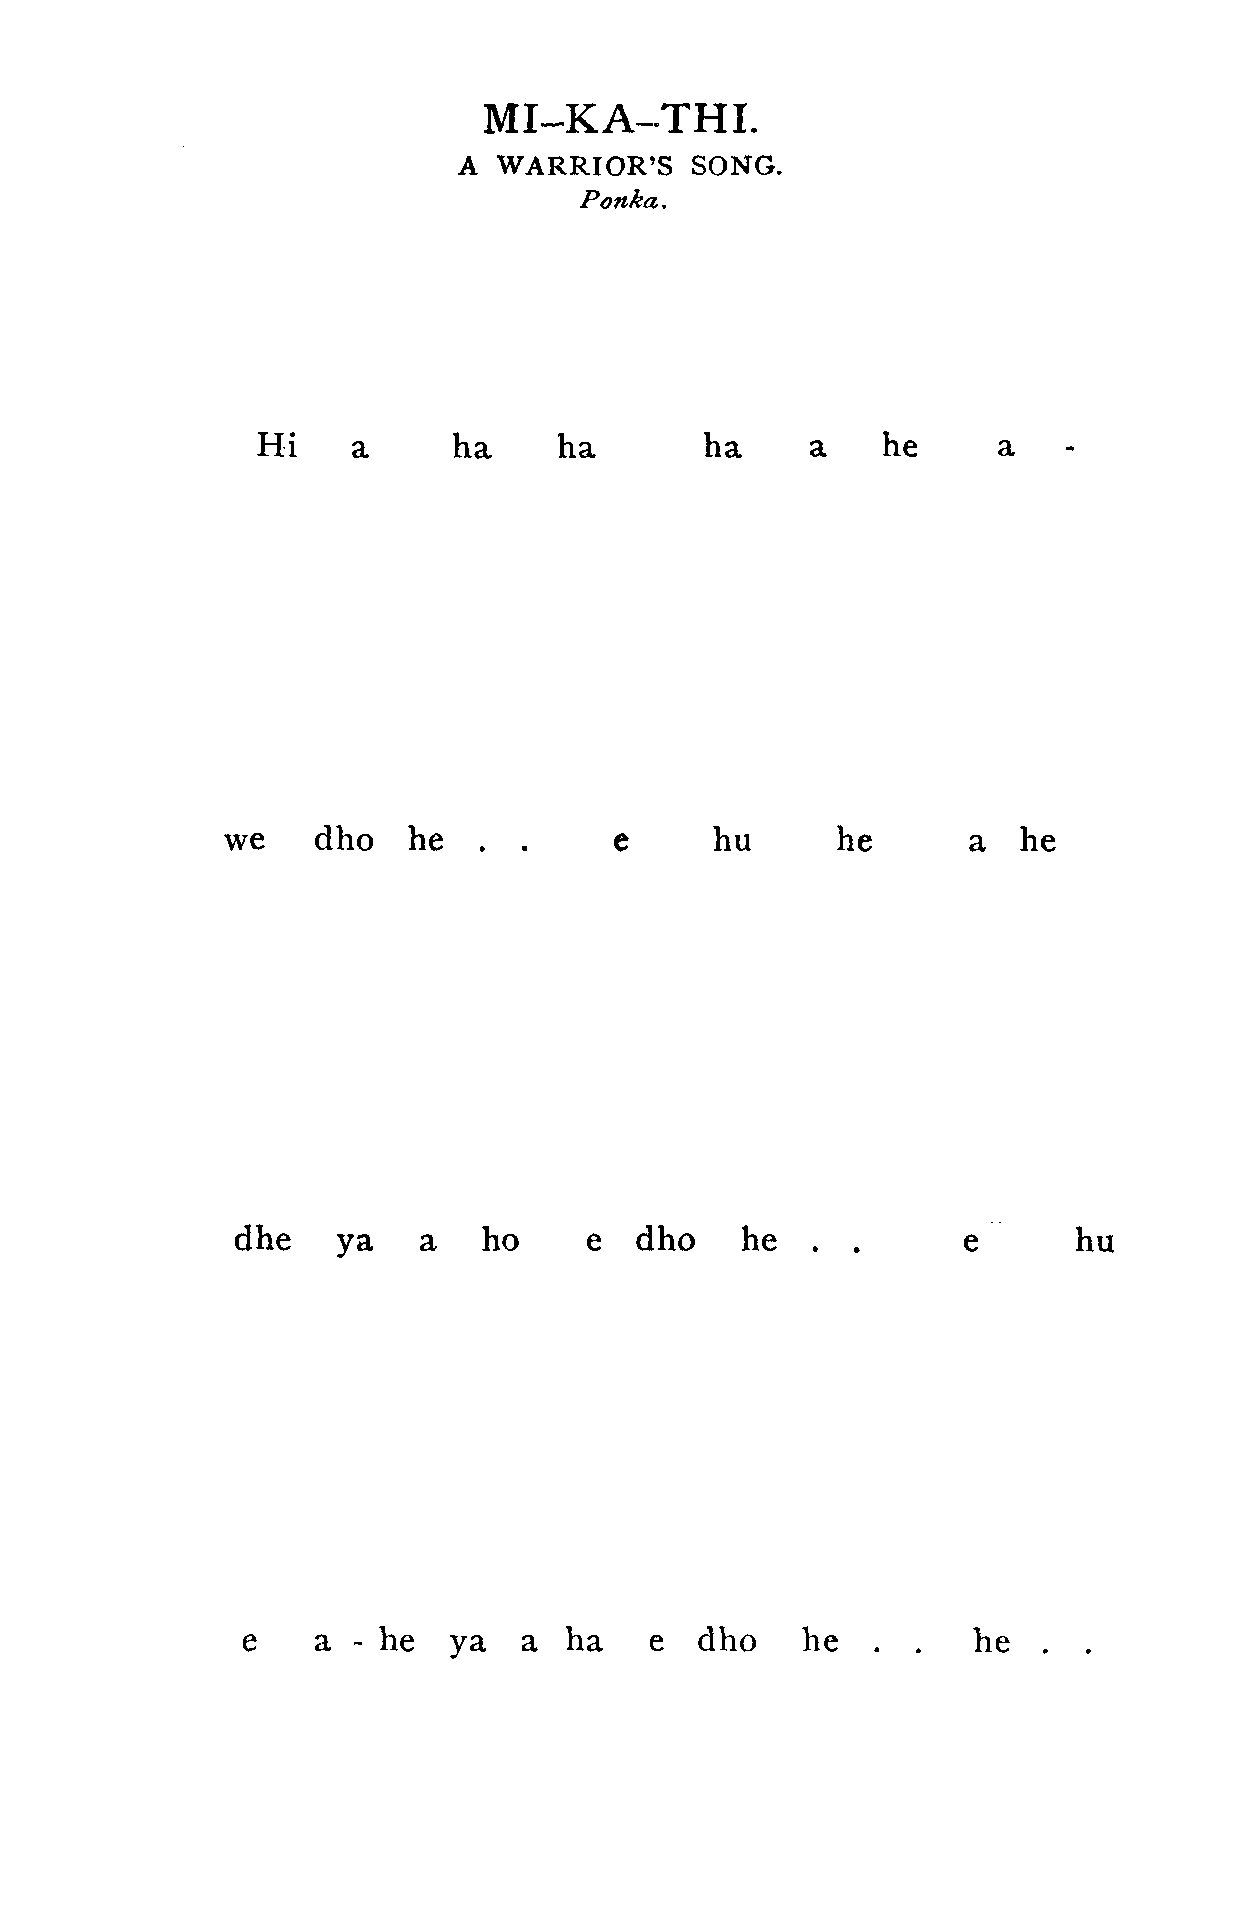 MI–KA–THI.
A WARRIOR'S SONG.
Ponka.
Hi a ha ha ha a he a -
we dho he . . e hu he a he
dhe ya a ho e dho he . . e hu
e a - he ya a ha e dho he . . he . .